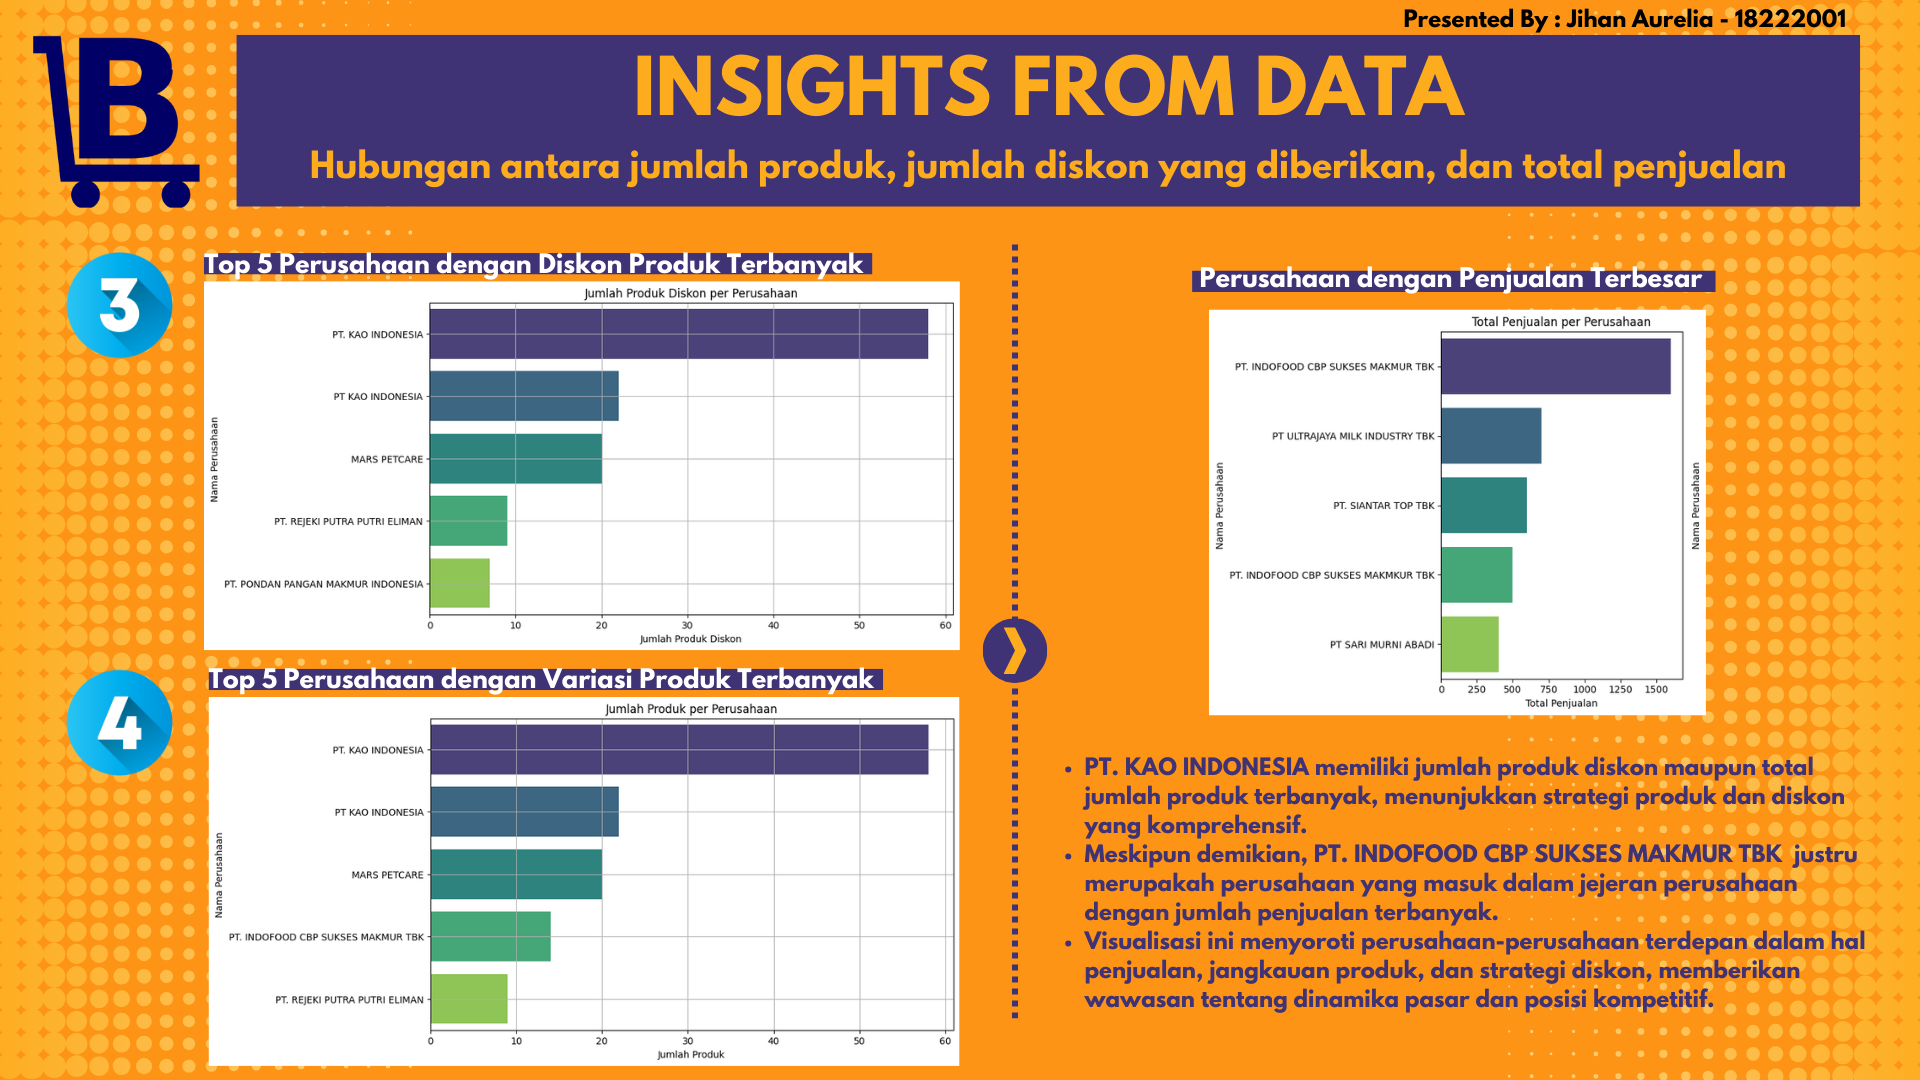 Presented By : Jihan Aurelia - 18222001
B
INSIGHTS FROM DATA
Hubungan antara jumlah produk, jumlah diskon yang diberikan, dan total penjualan
3
Top 5 Perusahaan dengan Diskon Produk Terbanyak
Jumlah Produk Diskon per Perusahaan
Nama Perusahaan
PT. KAO INDONESIA
PT KAO INDONESIA
MARS PETCARE
PT. REJEKI PUTRA PUTRI ELIMAN
PT. PONDAN PANGAN MAKMUR INDONESIA
0 10 20 30 40 50 60
Jumlah Produk Diskon
4
Top 5 Perusahaan dengan Variasi Produk Terbanyak
Jumlah Produk per Perusahaan
Nama Perusahaan
PT. KAO INDONESIA
PT KAO INDONESIA
MARS PETCARE
PT. INDOFOOD CBP SUKSES MAKMUR TBK
PT. REJEKI PUTRA PUTRI ELIMAN
0 10 20 30 40 50 60
Jumlah Produk
Perusahaan dengan Penjualan Terbesar
Total Penjualan per Perusahaan
Nama Perusahaan
PT. INDOFOOD CBP SUKSES MAKMUR TBK
PT ULTRAJAYA MILK INDUSTRY TBK
PT. SIANTAR TOP TBK
PT. INDOFOOD CBP SUKSES MAKMKUR TBK
PT SARI MURNI ABADI
Nama Perusahaan
0 250 500 750 1000 1250 1500
Total Penjualan
• PT. KAO INDONESIA memiliki jumlah produk diskon maupun total
jumlah produk terbanyak, menunjukkan strategi produk dan diskon
yang komprehensif.
• Meskipun demikian, PT. INDOFOOD CBP SUKSES MAKMUR TBK justru
merupakah perusahaan yang masuk dalam jejeran perusahaan
dengan jumlah penjualan terbanyak.
• Visualisasi ini menyoroti perusahaan-perusahaan terdepan dalam hal
penjualan, jangkauan produk, dan strategi diskon, memberikan
wawasan tentang dinamika pasar dan posisi kompetitif.